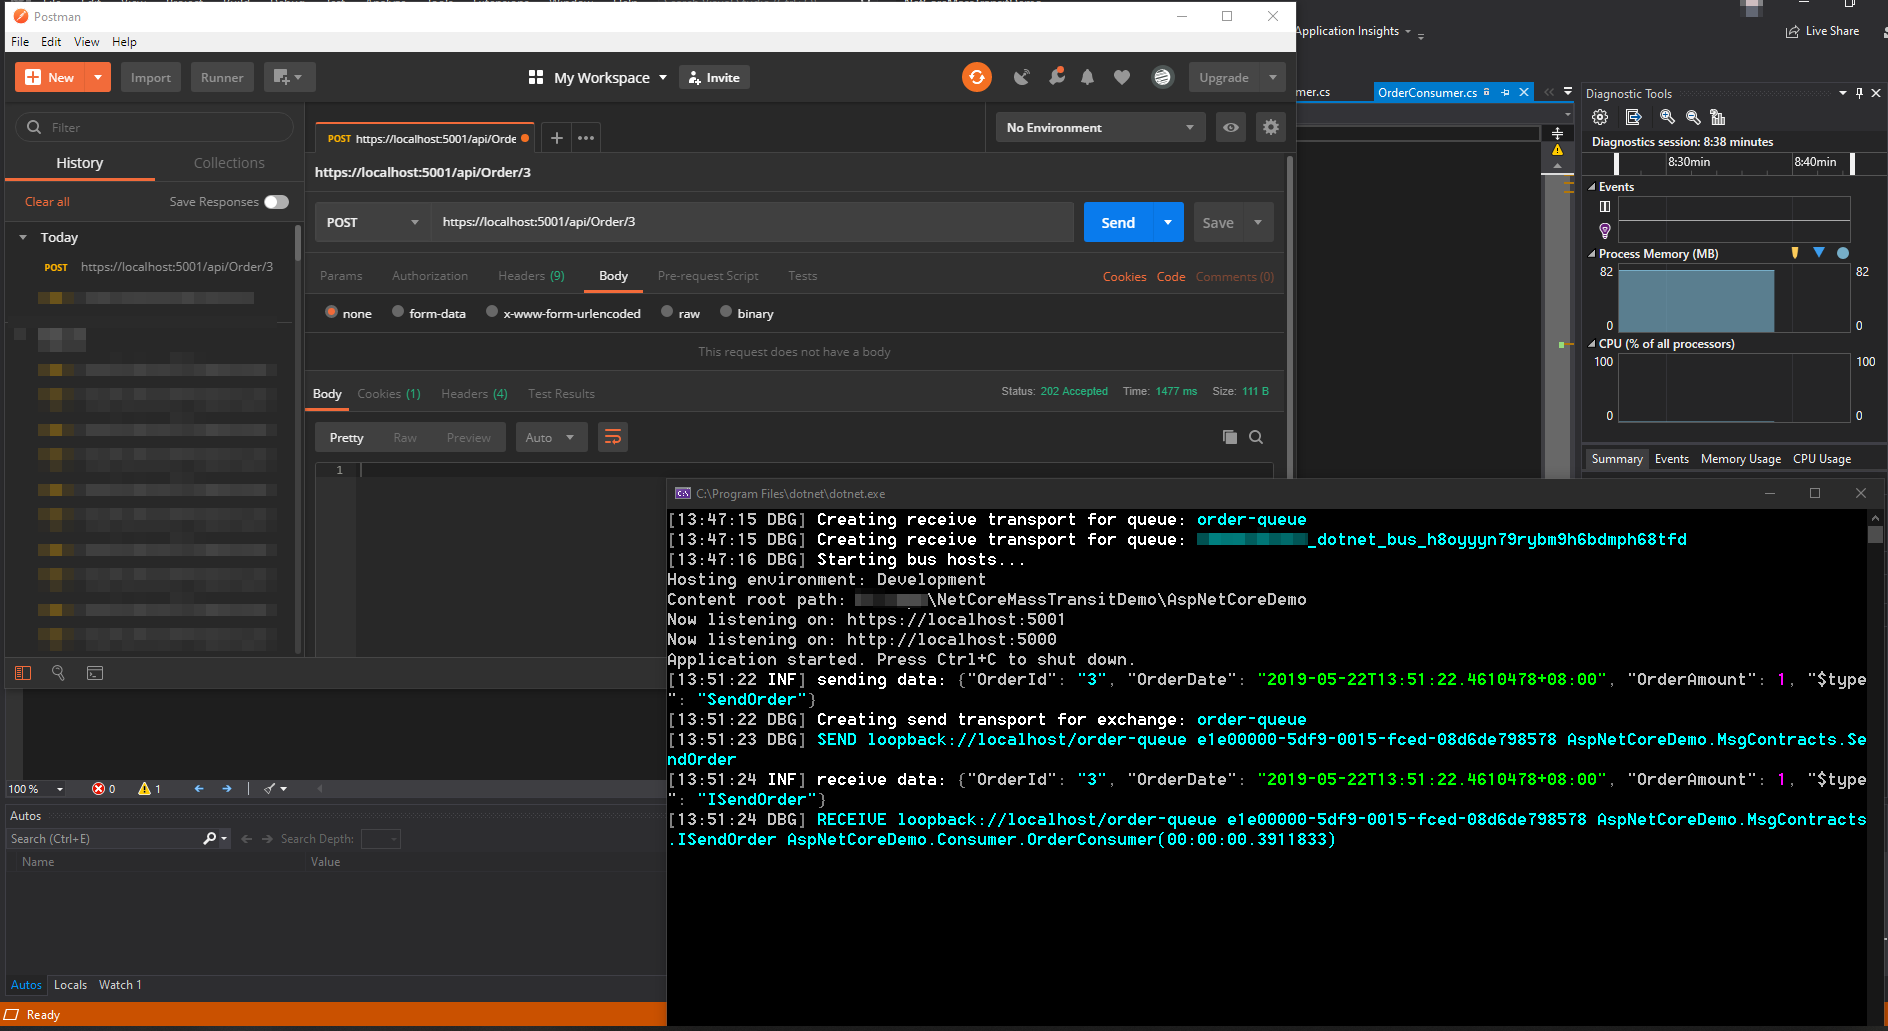 Postman
File Edit View Help
New Import Runner My Workspace Invite Upgrade
Filter
History Collections
Clear all Save Responses
Today
POST https://localhost:5001/api/Order/3
POST https://localhost:5001/api/Orde
No Environment
https://localhost:5001/api/Order/3
POST https://localhost:5001/api/Order/3 Send Save
Params Authorization Headers (9) Body Pre-request Script Tests Cookies Code Comments (0)
none form-data x-www-form-urlencoded raw binary
This request does not have a body
Body Cookies (1) Headers (4) Test Results Status: 202 Accepted Time: 1477 ms Size: 111 B
Pretty Raw Preview Auto
1
Application Insights Live Share
mer.cs OrderConsumer.cs
Diagnostic Tools
Diagnostics session: 8:38 minutes
8:30min 8:40min
Events
Process Memory (MB)
82 82
0 0
CPU (% of all processors)
100 100
0 0
Summary Events Memory Usage CPU Usage
C:\Program Files\dotnet\dotnet.exe
[13:47:15 DBG] Creating receive transport for queue: order-queue
[13:47:15 DBG] Creating receive transport for queue: _dotnet_bus_h8oyyyn79rybm9h6bdmph68tfd
[13:47:16 DBG] Starting bus hosts...
Hosting environment: Development
Content root path: \NetCoreMassTransitDemo\AspNetCoreDemo
Now listening on: https://localhost:5001
Now listening on: http://localhost:5000
Application started. Press Ctrl+C to shut down.
[13:51:22 INF] sending data: {"OrderId": "3", "OrderDate": "2019-05-22T13:51:22.4610478+08:00", "OrderAmount": 1, "$type
": "SendOrder"}
[13:51:22 DBG] Creating send transport for exchange: order-queue
[13:51:23 DBG] SEND loopback://localhost/order-queue e1e00000-5df9-0015-fced-08d6de798578 AspNetCoreDemo.MsgContracts.Se
ndOrder
[13:51:24 INF] receive data: {"OrderId": "3", "OrderDate": "2019-05-22T13:51:22.4610478+08:00", "OrderAmount": 1, "$type
": "ISendOrder"}
[13:51:24 DBG] RECEIVE loopback://localhost/order-queue e1e00000-5df9-0015-fced-08d6de798578 AspNetCoreDemo.MsgContracts
.ISendOrder AspNetCoreDemo.Consumer.OrderConsumer(00:00:00.3911833)
100 % 0 1
Autos
Search (Ctrl+E) Search Depth:
Name Value
Autos Locals Watch 1
Ready